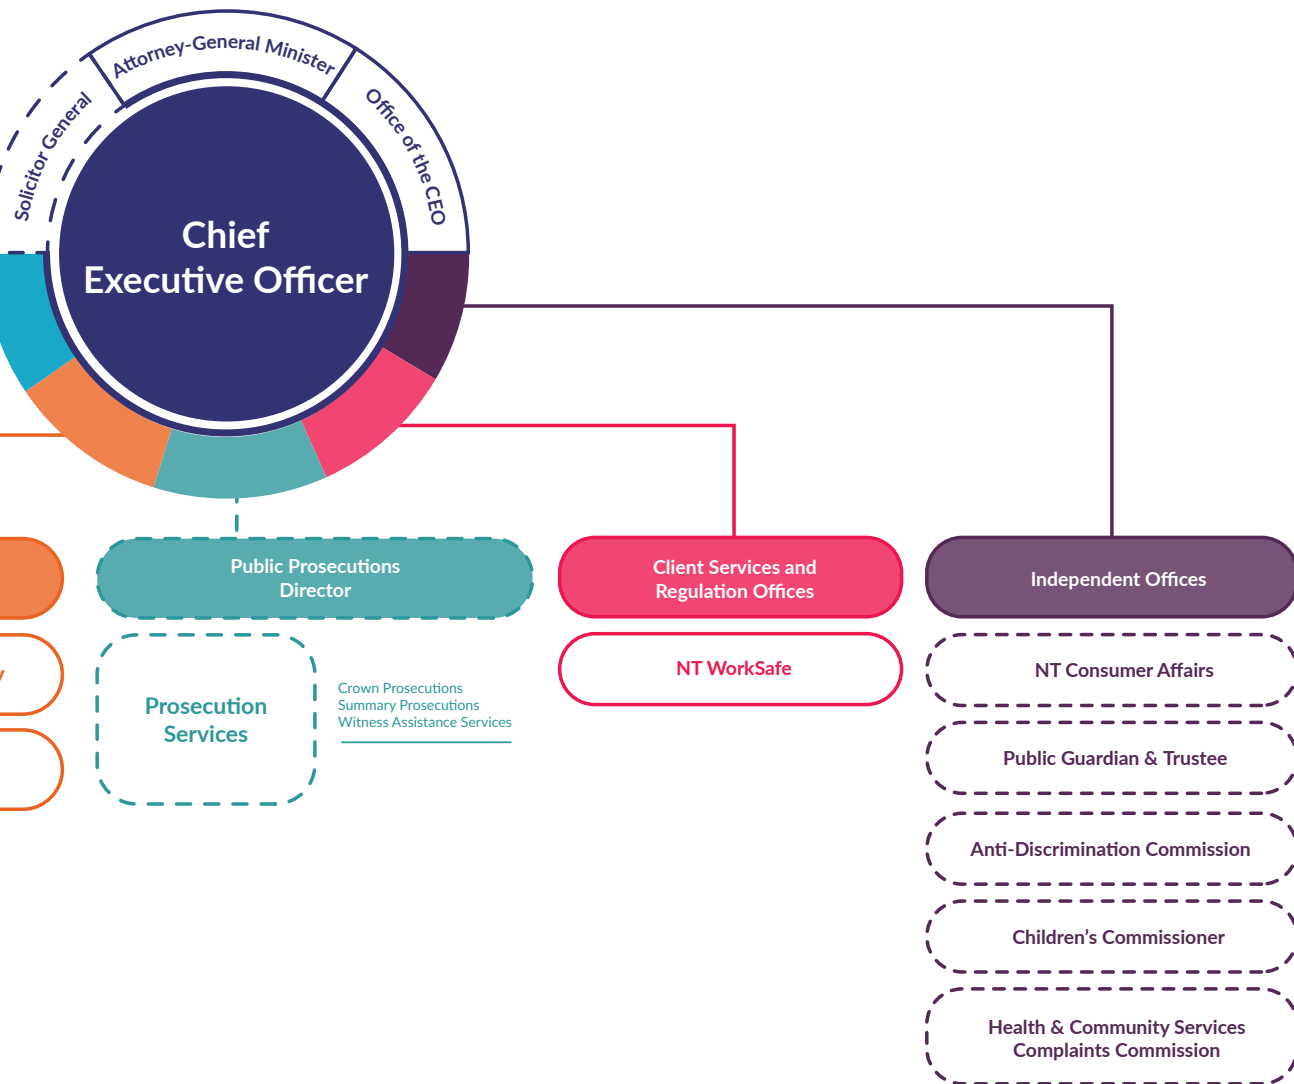 Attorney-General Minister
Solicitor General
Office of the CEO
Chief
Executive Officer
Public Prosecutions
Director
Client Services and
Regulation Offices
Independent Offices
Prosecution
Services
Crown Prosecutions
Summary Prosecutions
Witness Assistance Services
NT WorkSafe
NT Consumer Affairs
Public Guardian & Trustee
Anti-Discrimination Commission
Children’s Commissioner
Health & Community Services
Complaints Commission